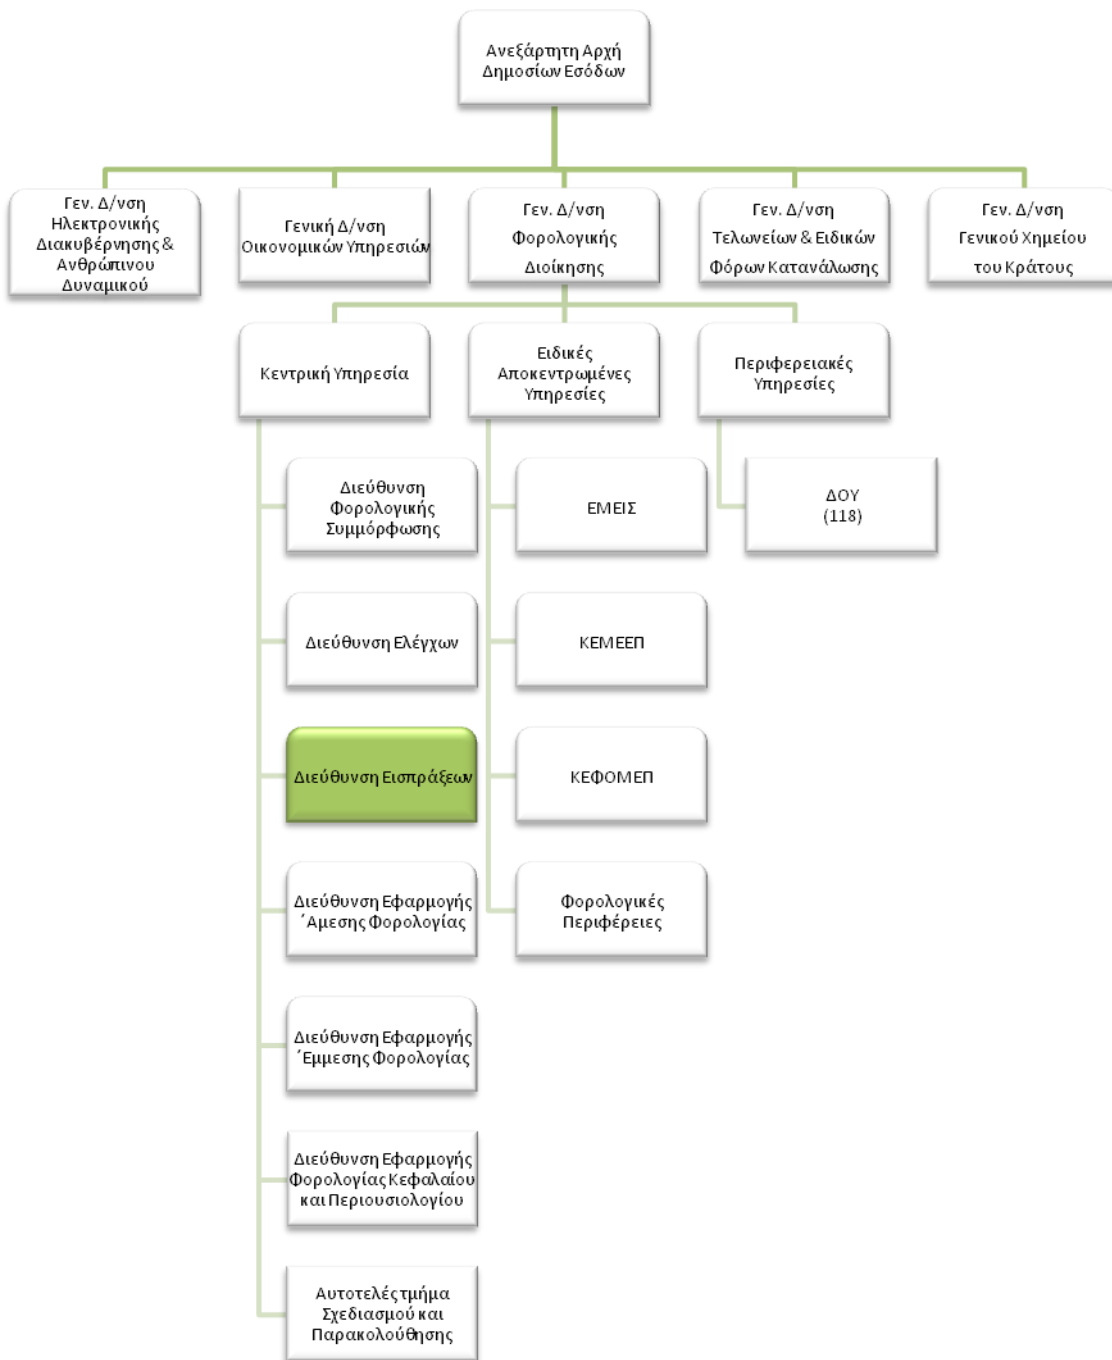 Ανεξάρτητη Αρχή
Δημοσίων Εσόδων
Γεν. Δ/νση
Ηλεκτρονικής
Διακυβέρνησης &
Ανθρώπινου
Δυναμικού
Γενική Δ/νση
Οικονομικών Υπηρεσιών
Γεν. Δ/νση
Φορολογικής
Διοίκησης
Γεν. Δ/νση
Τελωνείων & Ειδικών
Φόρων Κατανάλωσης
Γεν. Δ/νση
Γενικού Χημείου
του Κράτους
Κεντρική Υπηρεσία
Ειδικές
Αποκεντρωμένες
Υπηρεσίες
Περιφερειακές
Υπηρεσίες
Διεύθυνση
Φορολογικής
Συμμόρφωσης
ΕΜΕΙΣ
ΔΟΥ
(118)
Διεύθυνση Ελέγχων
ΚΕΜΕΕΠ
Διεύθυνση Εισπράξεων
ΚΕΦΟΜΕΠ
Διεύθυνση Εφαρμογής
΄Αμεσης Φορολογίας
Φορολογικές
Περιφέρειες
Διεύθυνση Εφαρμογής
΄Εμμεσης Φορολογίας
Διεύθυνση Εφαρμογής
Φορολογίας Κεφαλαίου
και Περιουσιολογίου
Αυτοτελές τμήμα
Σχεδιασμού και
Παρακολούθησης